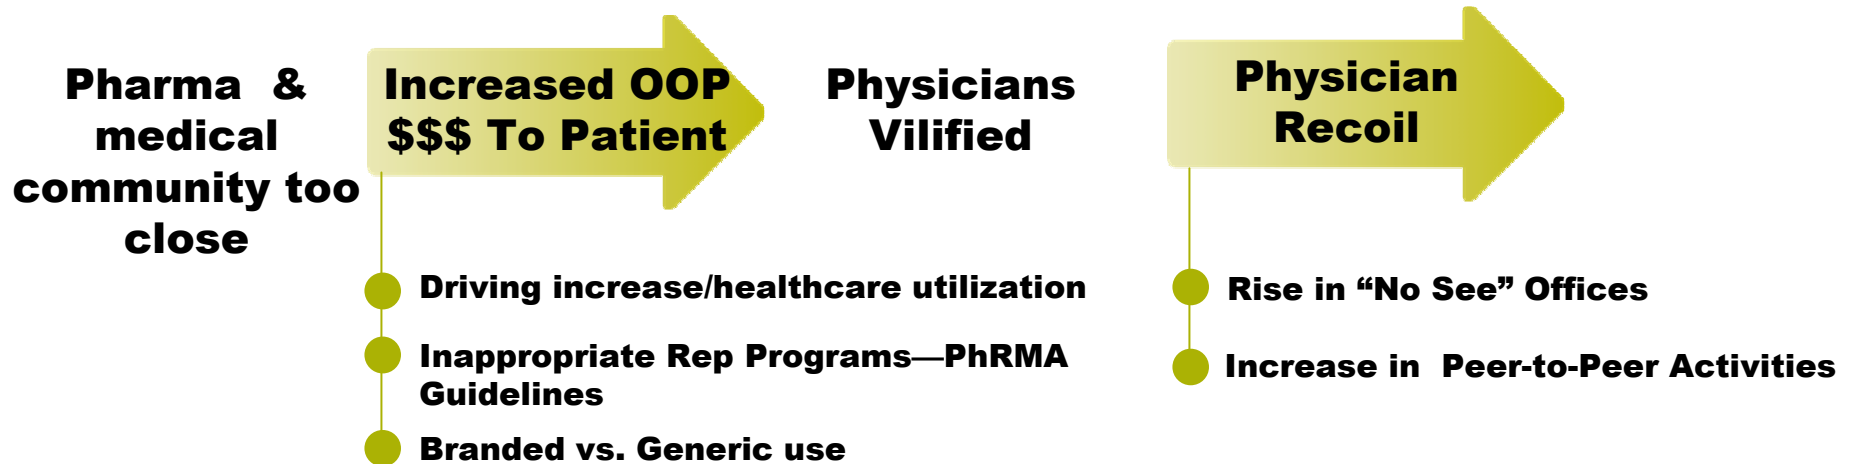 Pharma &
medical
community too
close
Increased OOP
$$$ To Patient
Driving increase/healthcare utilization
Inappropriate Rep Programs—PhRMA
Guidelines
Branded vs. Generic use
Physicians
Vilified
Physician
Recoil
Rise in “No See” Offices
Increase in Peer-to-Peer Activities